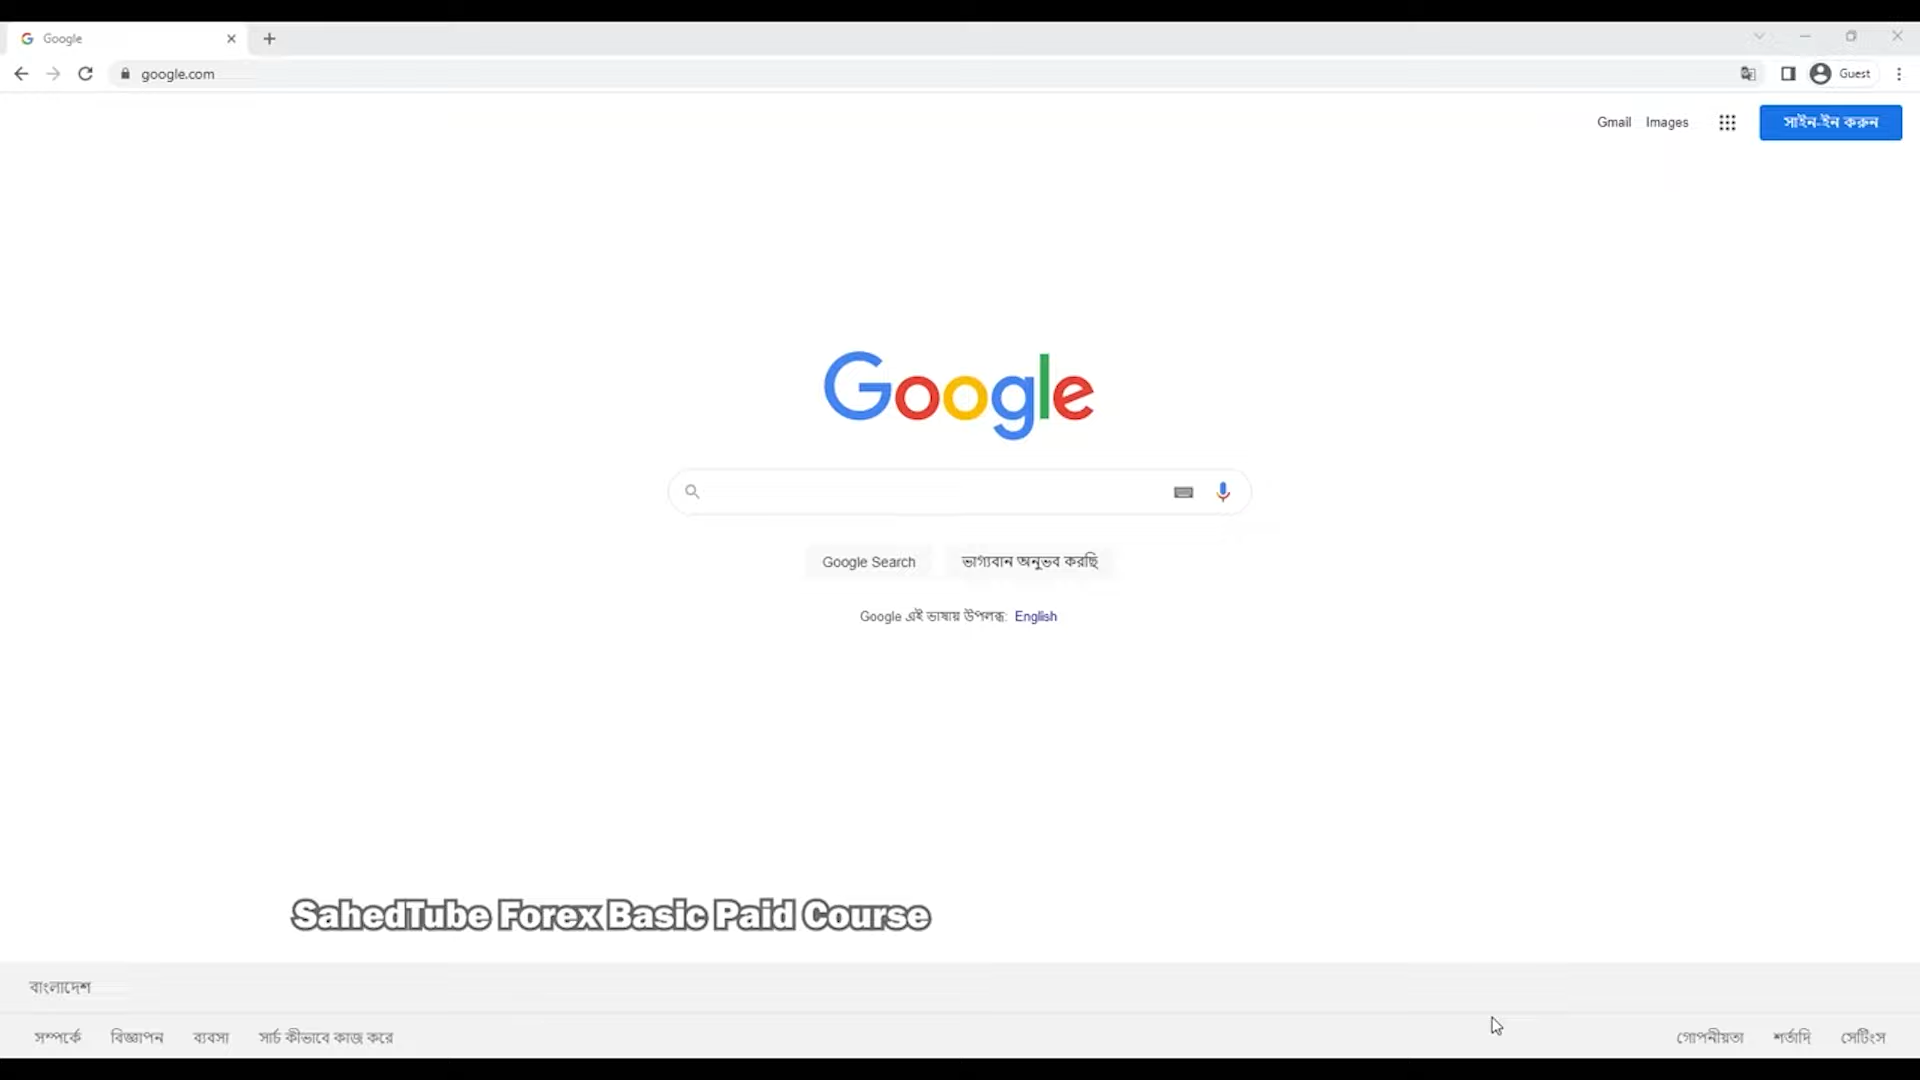 Google
google.com
Guest
Gmail Images
সাইন-ইন করুন
Google
Google Search
ভাগ্যবান অনুভব করছি
Google এই ভাষায় উপলব্ধ: English
SahedTube Forex Basic Paid Course
বাংলাদেশ
সম্পর্কে বিজ্ঞাপন ব্যবসা সার্চ কীভাবে কাজ করে
গোপনীয়তা শর্তাদি সেটিংস